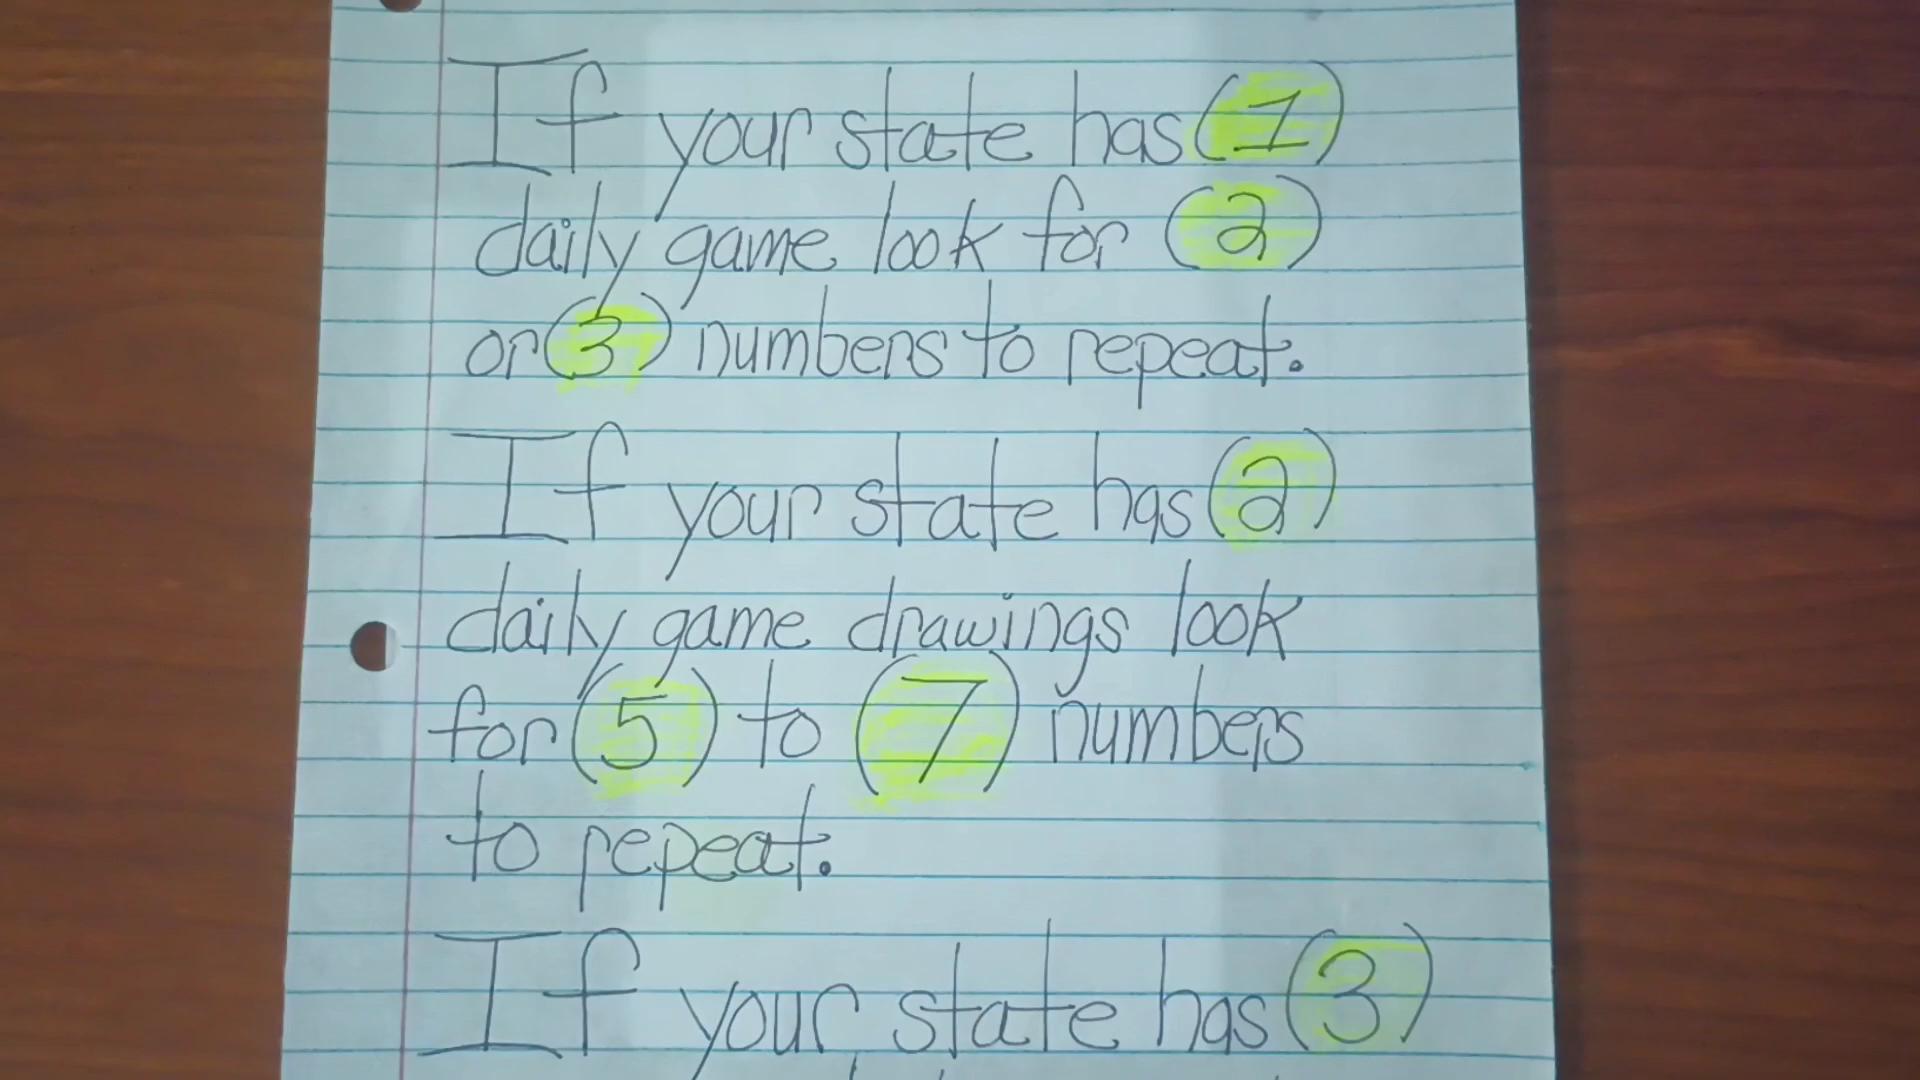 If your state has (1)
daily game look for (2)
or (3) numbers to repeat.
If your state has (2)
daily game drawings look
for (5) to (7) numbers
to repeat.
If your state has (3)